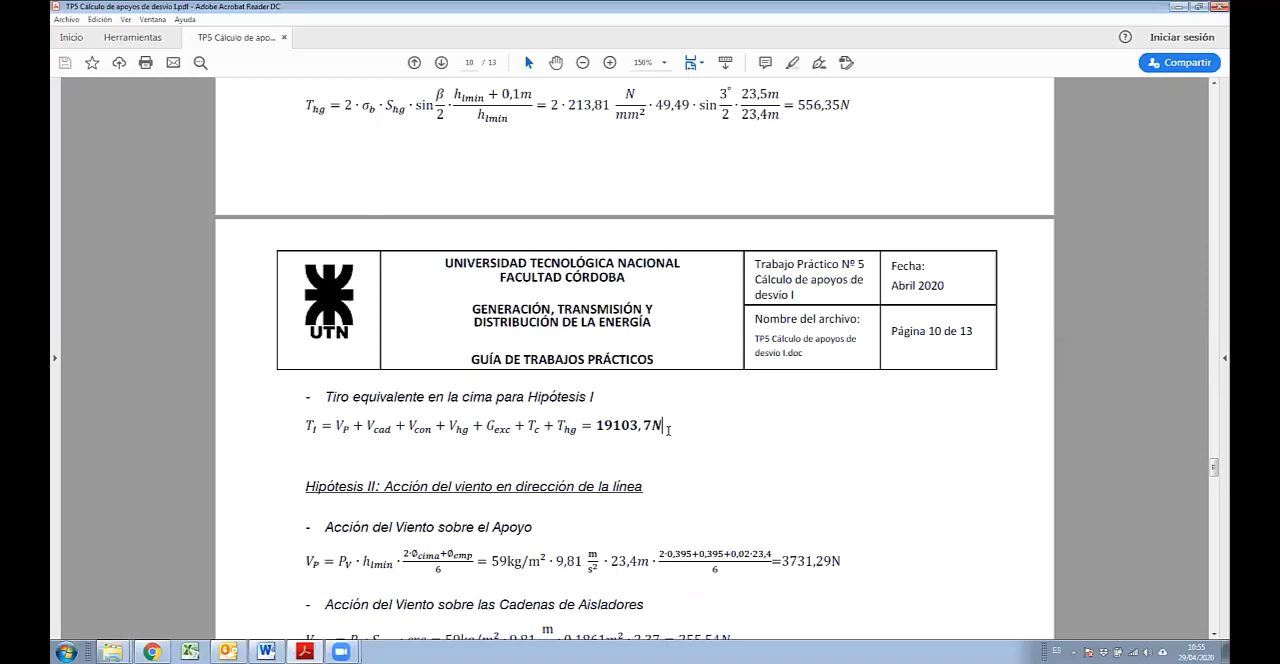 TP5 Cálculo de apoyos de desvío I.pdf - Adobe Acrobat Reader DC
Archivo Edición Ver Ventana Ayuda
Inicio Herramientas TP5 Cálculo de apo... × Iniciar sesión
10 / 13 150% Compartir
T_hg = 2 · σ_b · S_hg · sin β/2 · (h_lmin + 0,1m)/h_lmin = 2 · 213,81 N/mm² · 49,49 · sin 3°/2 · 23,5m/23,4m = 556,35N
UTN
UNIVERSIDAD TECNOLÓGICA NACIONAL
FACULTAD CÓRDOBA
GENERACIÓN, TRANSMISIÓN Y
DISTRIBUCIÓN DE LA ENERGÍA
GUÍA DE TRABAJOS PRÁCTICOS
Trabajo Práctico Nº 5
Cálculo de apoyos de
desvío I
Fecha:
Abril 2020
Nombre del archivo:
TP5 Cálculo de apoyos de
desvío I.doc
Página 10 de 13
- Tiro equivalente en la cima para Hipótesis I
T_I = V_P + V_cad + V_con + V_hg + G_exc + T_c + T_hg = 19103,7N
Hipótesis II: Acción del viento en dirección de la línea
- Acción del Viento sobre el Apoyo
V_P = P_V · h_lmin · (2·∅cima+∅emp)/6 = 59kg/m² · 9,81 m/s² · 23,4m · (2·0,395+0,395+0,02·23,4)/6 =3731,29N
- Acción del Viento sobre las Cadenas de Aisladores
ES 10:55
29/04/2020